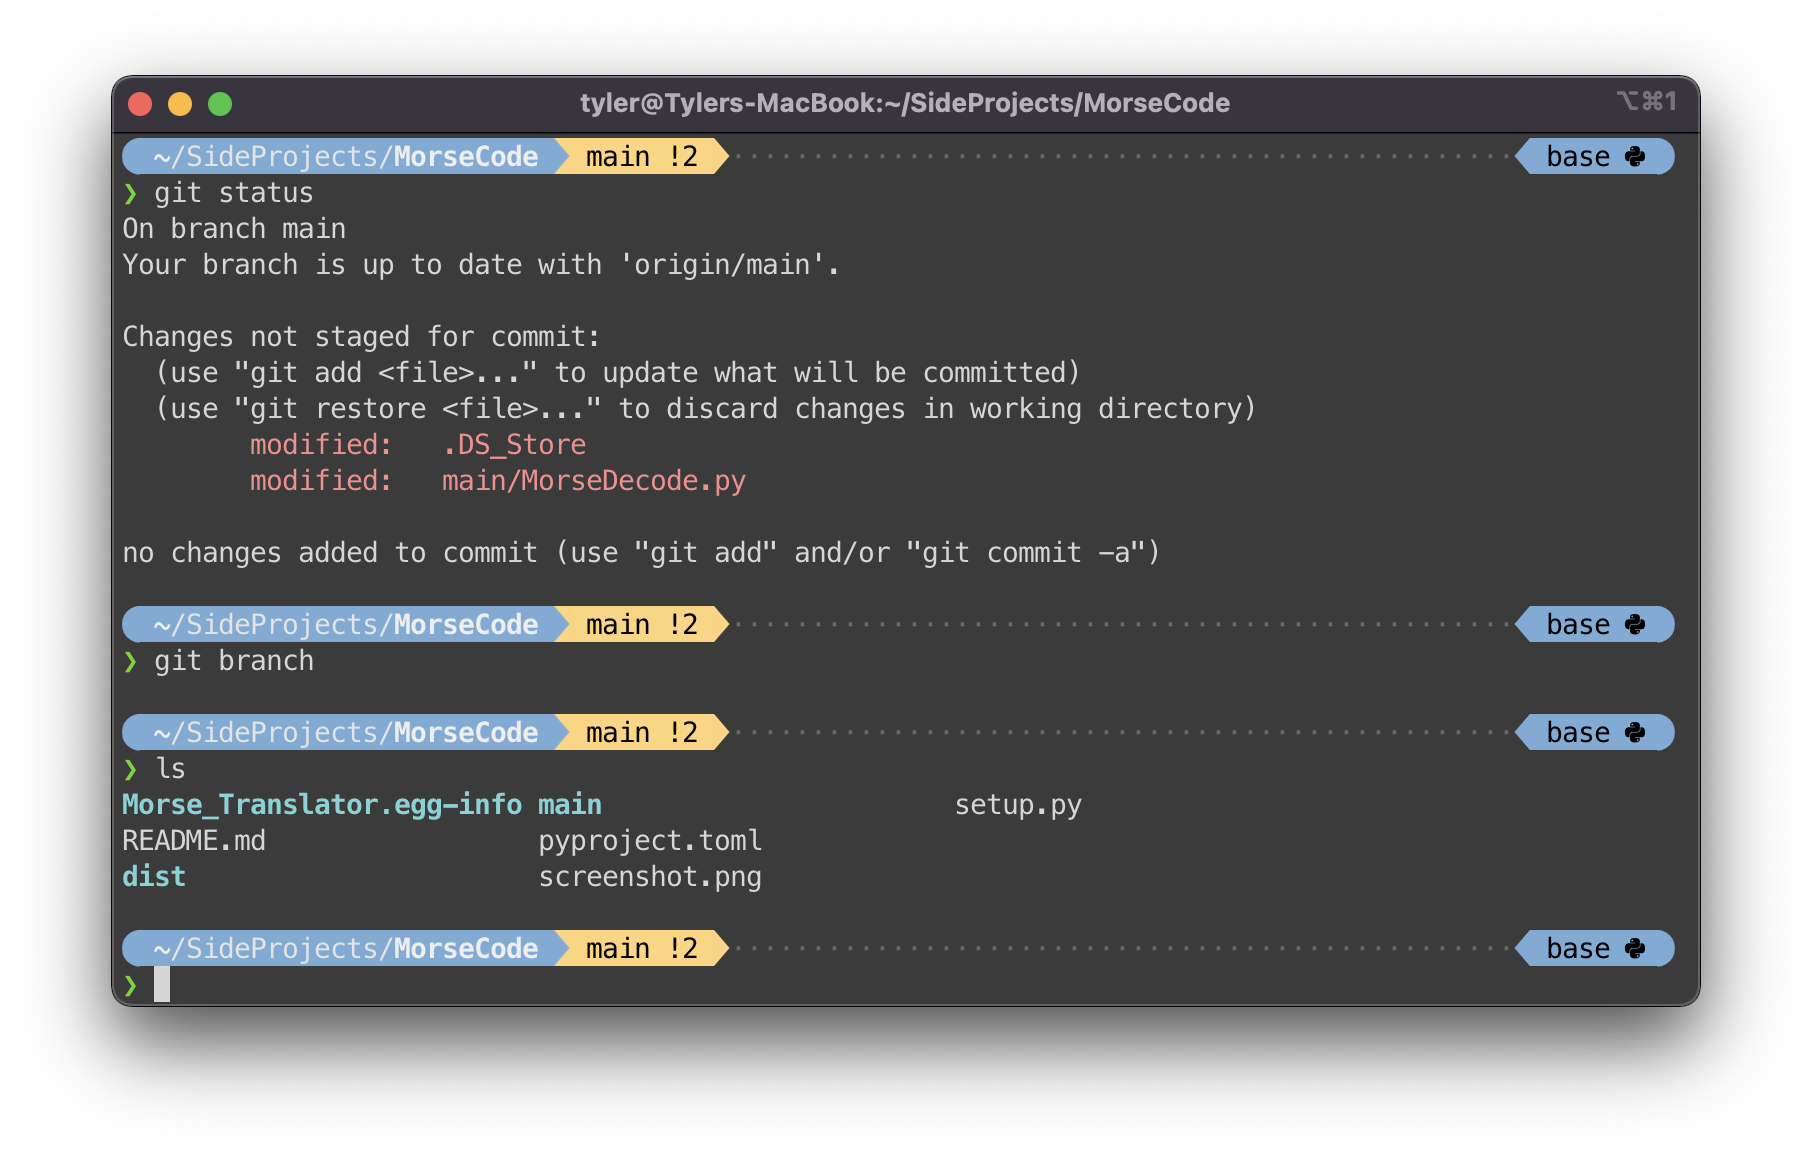 tyler@Tylers-MacBook:~/SideProjects/MorseCode ⌥⌘1
~/SideProjects/MorseCode main !2 base
❯ git status
On branch main
Your branch is up to date with 'origin/main'.
Changes not staged for commit:
(use "git add <file>..." to update what will be committed)
(use "git restore <file>..." to discard changes in working directory)
modified: .DS_Store
modified: main/MorseDecode.py
no changes added to commit (use "git add" and/or "git commit -a")
~/SideProjects/MorseCode main !2 base
❯ git branch
~/SideProjects/MorseCode main !2 base
❯ ls
Morse_Translator.egg-info main setup.py
README.md pyproject.toml
dist screenshot.png
~/SideProjects/MorseCode main !2 base
❯